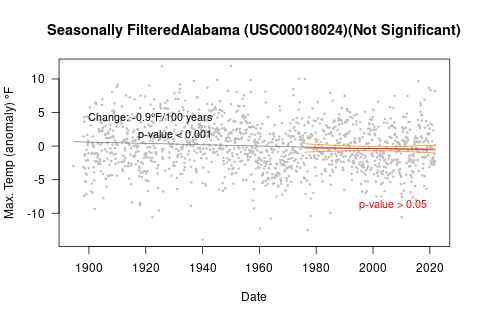 Seasonally FilteredAlabama (USC00018024)(Not Significant)
Max. Temp (anomaly) °F
10
5
0
-5
-10
Change: -0.9°F/100 years
p-value < 0.001
p-value > 0.05
1900 1920 1940 1960 1980 2000 2020
Date